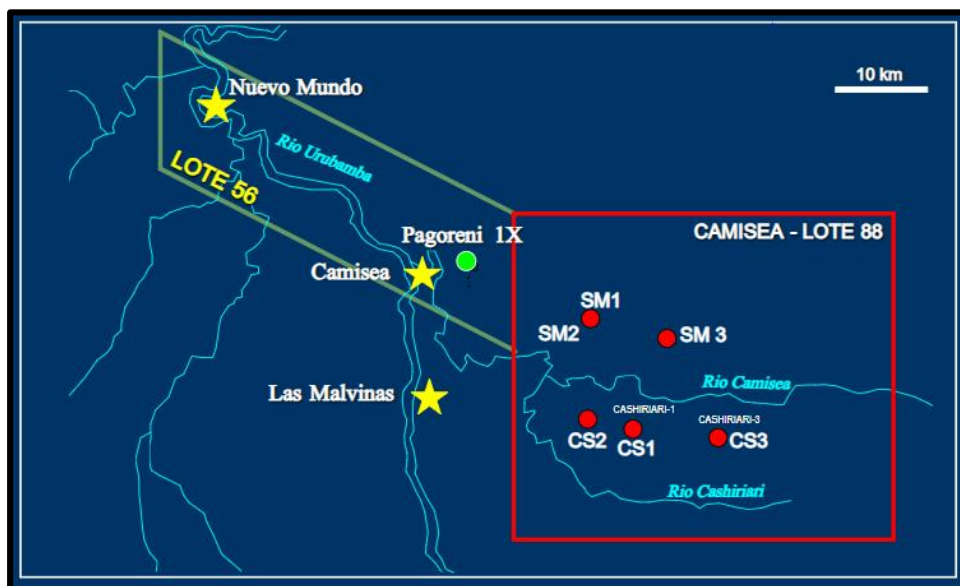 10 km
Nuevo Mundo
Rio Urubamba
LOTE 56
Pagoreni 1X
CAMISEA - LOTE 88
Camisea
SM1
SM2
SM 3
Rio Camisea
Las Malvinas
CASHIRIARI-1
CASHIRIARI-3
CS2
CS1
CS3
Rio Cashiriari